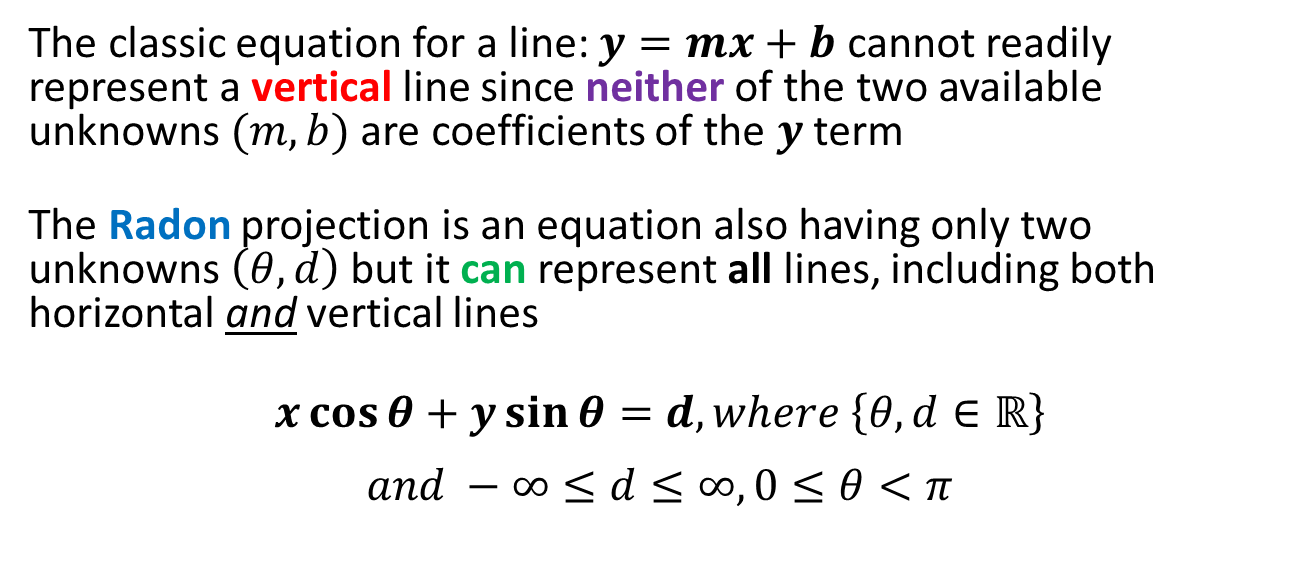 The classic equation for a line: y = mx + b cannot readily
represent a vertical line since neither of the two available
unknowns (m, b) are coefficients of the y term
The Radon projection is an equation also having only two
unknowns (θ, d) but it can represent all lines, including both
horizontal and vertical lines
x cos θ + y sin θ = d, where {θ, d ∈ ℝ}
and − ∞ ≤ d ≤ ∞, 0 ≤ θ < π